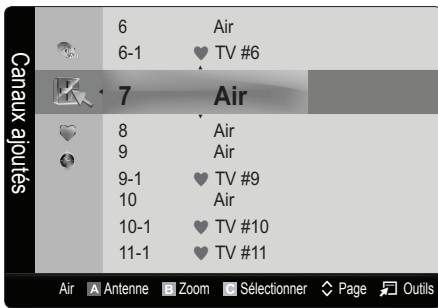 Canaux ajoutés
6 Air
6-1 ♥ TV #6
7 Air
8 Air
9 Air
9-1 ♥ TV #9
10 Air
10-1 ♥ TV #10
11-1 ♥ TV #11
Air A Antenne B Zoom C Sélectionner Page Outils